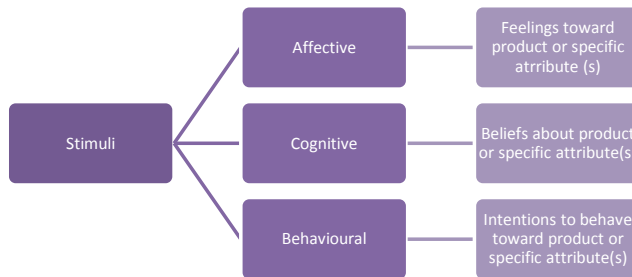 Stimuli
Affective
Feelings toward
product or specific
atrribute (s)
Cognitive
Beliefs about product
or specific attribute(s
Behavioural
Intentions to behave
toward product or
specific attribute(s)